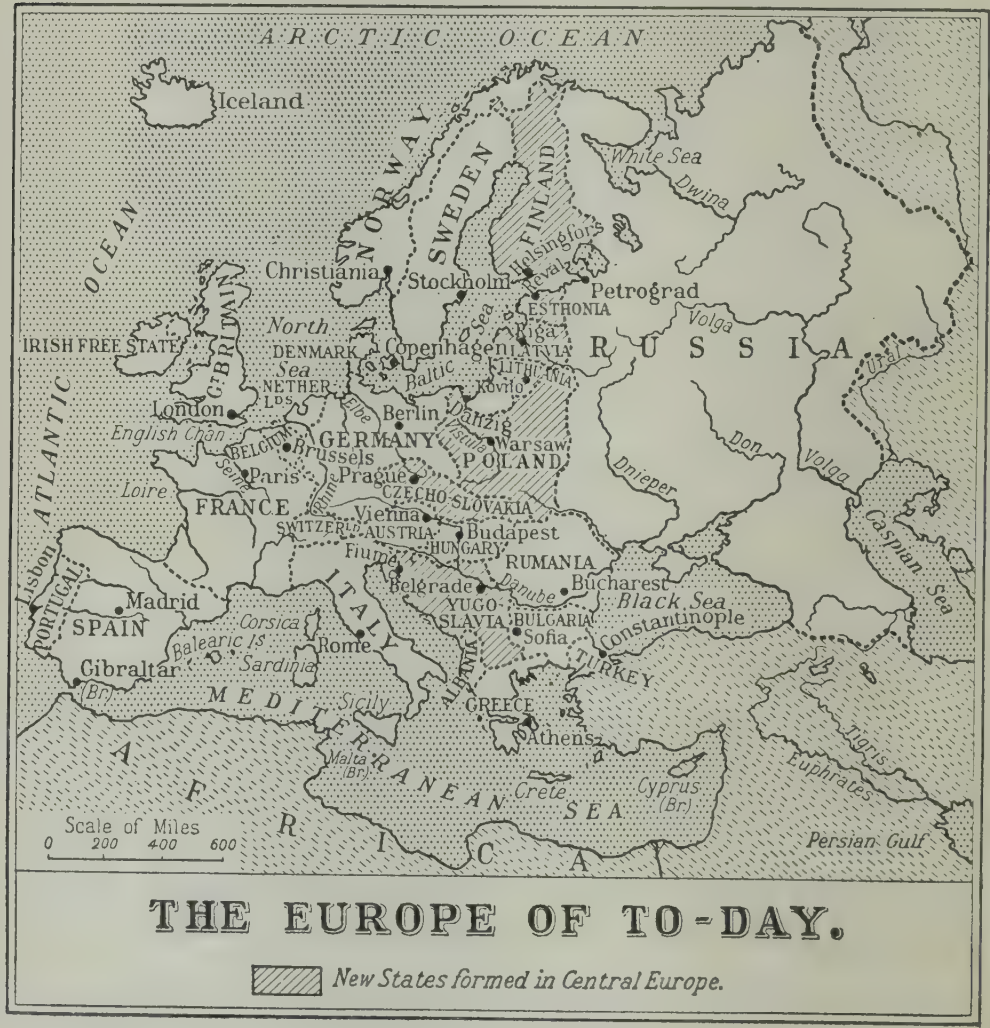 ARCTIC OCEAN
Iceland
NORWAY
SWEDEN
FINLAND
White Sea
Dwina
OCEAN
ATLANTIC
Christiania
Stockholm
Helsingfors
Reval
Petrograd
ESTHONIA
Volga
GT BRITAIN
IRISH FREE STATE
North
Sea
DENMARK
Copenhagen
Baltic
Sea
Riga
LATVIA
LITHUANIA
Kovno
RUSSIA
Ural
NETHER
LDS
London
English Chan.
Elbe
Berlin
GERMANY
Danzig
Vistula
Warsaw
POLAND
BELGIUM
Brussels
Seine
Paris
Rhine
Prague
CZECHO-SLOVAKIA
Dnieper
Don
Volga
Loire
FRANCE
SWITZERLD
Vienna
AUSTRIA
Budapest
HUNGARY
RUMANIA
Caspian Sea
Fiume
Belgrade
Danube
Bucharest
Black Sea
Lisbon
PORTUGAL
Madrid
SPAIN
ITALY
YUGO-
SLAVIA
BULGARIA
Sofia
Constantinople
Corsica
Balearic Is
Sardinia
Rome
ALBANIA
TURKEY
Gibraltar
(Br)
MEDITERRANEAN SEA
Sicily
GREECE
Athens
Tigris
Euphrates
Malta
(Br)
Crete
Cyprus
(Br)
AFRICA
Persian Gulf
Scale of Miles
0 200 400 600
THE EUROPE OF TO-DAY.
New States formed in Central Europe.